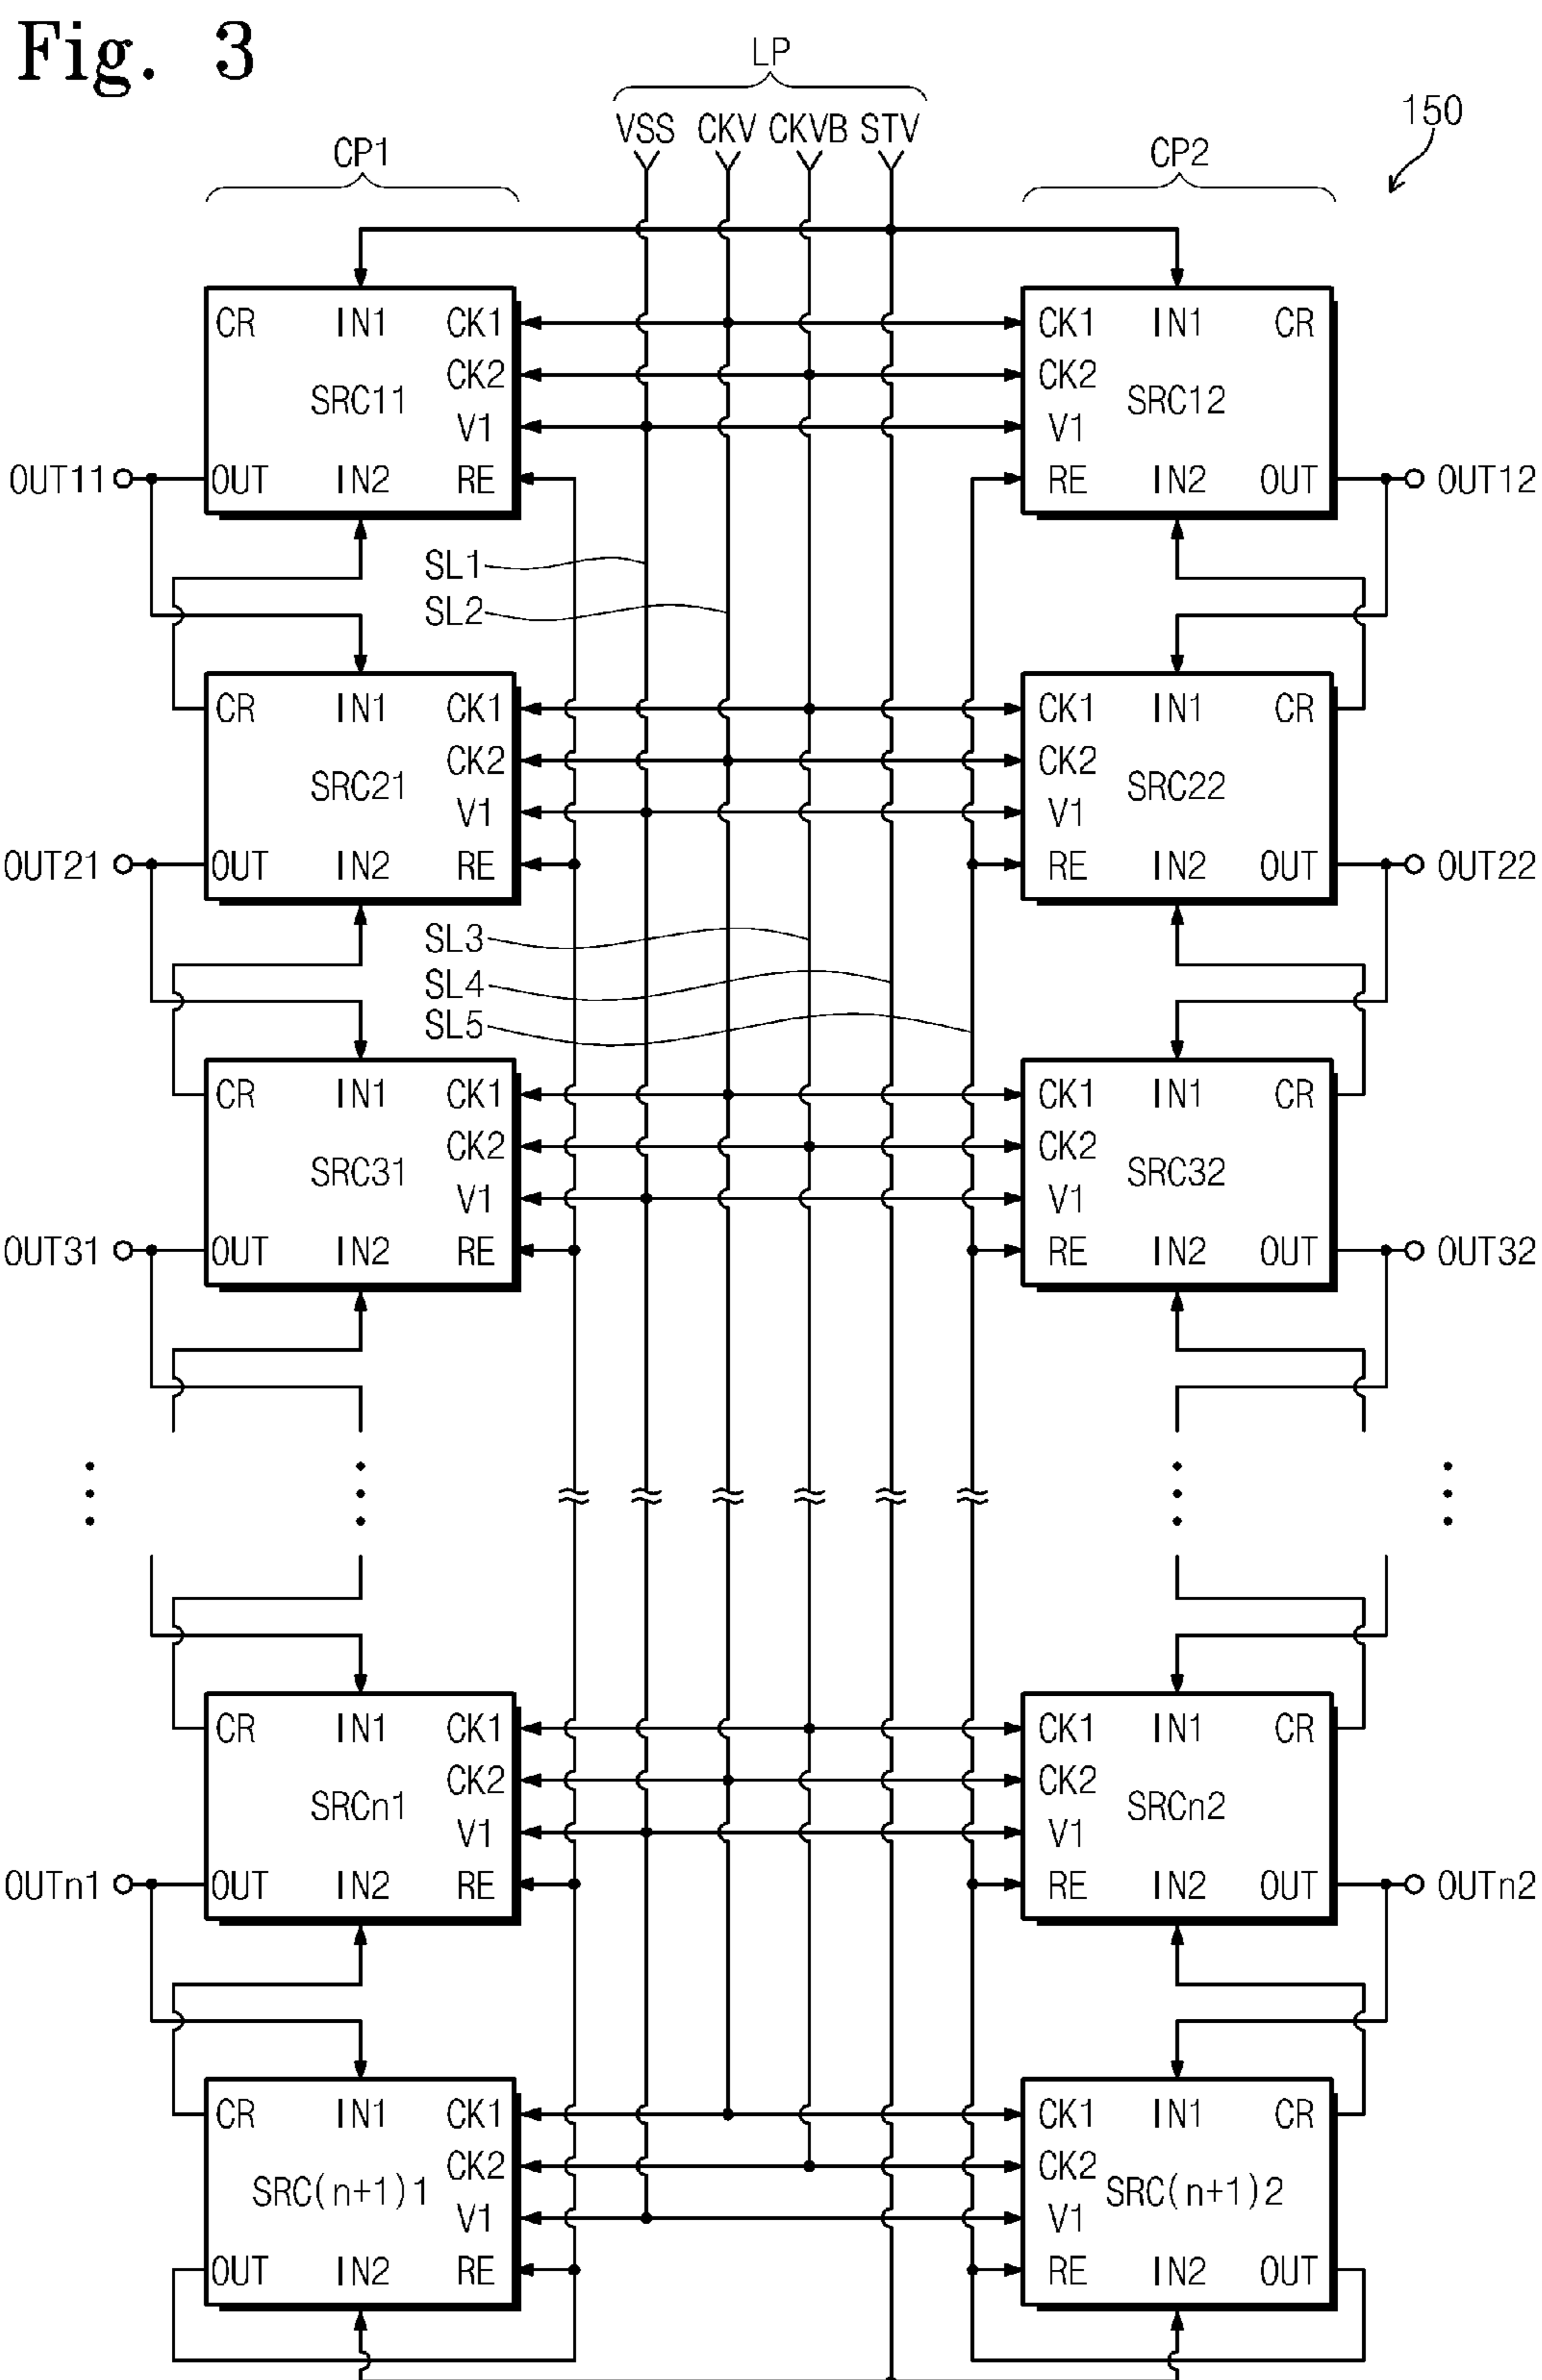 Fig. 3
LP
VSS CKV CKVB STV
150
CP1 CP2
CR IN1 CK1 CK1 IN1 CR
CK2 CK2
SRC11 SRC12
V1 V1
OUT11 OUT IN2 RE RE IN2 OUT OUT12
SL1
SL2
CR IN1 CK1 CK1 IN1 CR
CK2 CK2
SRC21 SRC22
V1 V1
OUT21 OUT IN2 RE RE IN2 OUT OUT22
SL3
SL4
SL5
CR IN1 CK1 CK1 IN1 CR
CK2 CK2
SRC31 SRC32
V1 V1
OUT31 OUT IN2 RE RE IN2 OUT OUT32
CR IN1 CK1 CK1 IN1 CR
CK2 CK2
SRCn1 SRCn2
V1 V1
OUTn1 OUT IN2 RE RE IN2 OUT OUTn2
CR IN1 CK1 CK1 IN1 CR
CK2 CK2
SRC(n+1)1 SRC(n+1)2
V1 V1
OUT IN2 RE RE IN2 OUT